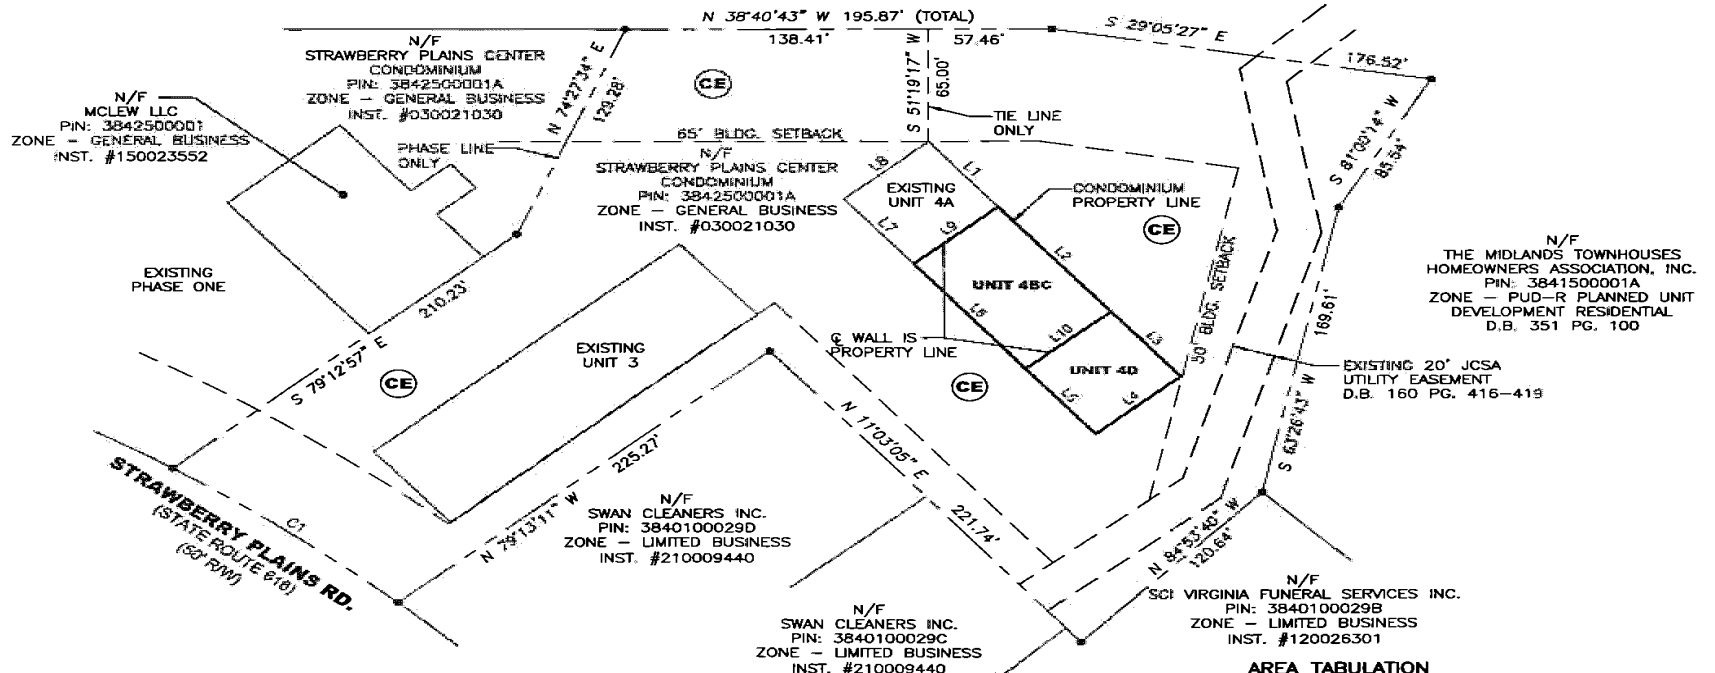 N 38°40'43" W 195.87' (TOTAL)
138.41'
57.46'
S 29°05'27" E
176.52'
N/F
STRAWBERRY PLAINS CENTER
CONDOMINIUM
PIN: 3842500001A
ZONE – GENERAL BUSINESS
INST. #030021030
N/F
MCLEW LLC
PIN: 3842500001
ZONE – GENERAL BUSINESS
INST. #150023552
N 74°27'34" E
129.28'
PHASE LINE
ONLY
CE
S 51°19'17" W
65.00'
TIE LINE
ONLY
65' BLDG. SETBACK
N/F
STRAWBERRY PLAINS CENTER
CONDOMINIUM
PIN: 3842500001A
ZONE – GENERAL BUSINESS
INST. #030021030
L8
L1
EXISTING
UNIT 4A
L7
L9
CONDOMINIUM
PROPERTY LINE
CE
L2
S 81°00'14" W
85.54'
UNIT 4BC
L6
L10
L3
℄ WALL IS
PROPERTY LINE
UNIT 4D
L5
L4
50' BLDG. SETBACK
169.61'
S 63°26'43" W
N/F
THE MIDLANDS TOWNHOUSES
HOMEOWNERS ASSOCIATION, INC.
PIN: 3841500001A
ZONE – PUD-R PLANNED UNIT
DEVELOPMENT RESIDENTIAL
D.B. 351 PG. 100
EXISTING 20' JCSA
UTILITY EASEMENT
D.B. 160 PG. 416-419
EXISTING
PHASE ONE
210.23'
S 79°12'57" E
CE
EXISTING
UNIT 3
CE
N 11°03'05" E
221.74'
225.27'
N 79°13'11" W
C1
STRAWBERRY PLAINS RD.
(STATE ROUTE 618)
(50' R/W)
N/F
SWAN CLEANERS INC.
PIN: 3840100029D
ZONE – LIMITED BUSINESS
INST. #210009440
N 84°53'40" W
120.64'
N/F
SWAN CLEANERS INC.
PIN: 3840100029C
ZONE – LIMITED BUSINESS
INST. #210009440
N/F
SCI VIRGINIA FUNERAL SERVICES INC.
PIN: 3840100029B
ZONE – LIMITED BUSINESS
INST. #120026301
AREA TABULATION